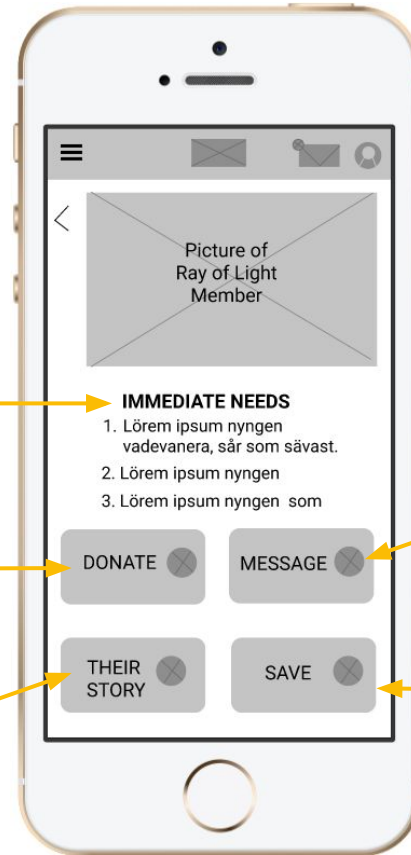 Picture of
Ray of Light
Member
IMMEDIATE NEEDS
1. Lörem ipsum nyngen
vadevanera, sår som sävast.
2. Lörem ipsum nyngen
3. Lörem ipsum nyngen som
DONATE
MESSAGE
THEIR
STORY
SAVE